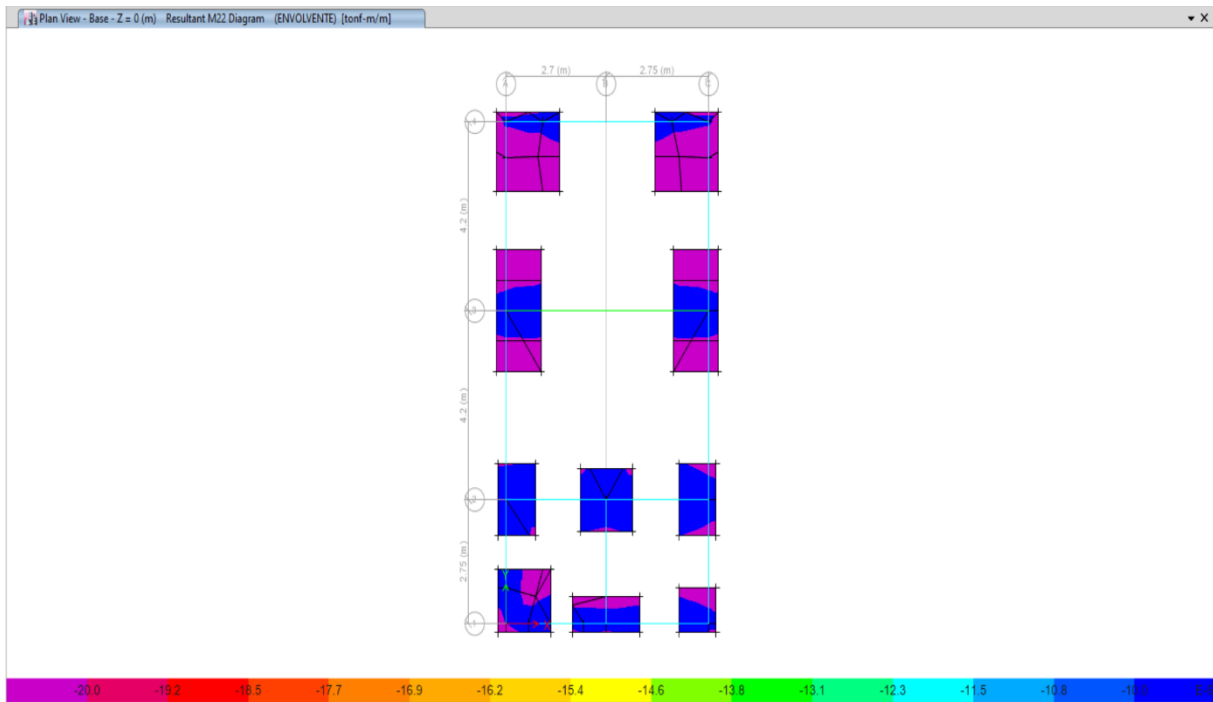 Plan View - Base - Z = 0 (m) Resultant M22 Diagram (ENVOLVENTE) [tonf-m/m]
2.7 (m) 2.75 (m)
A B C
4.2 (m)
4.2 (m)
2.75 (m)
-20.0 -19.2 -18.5 -17.7 -16.9 -16.2 -15.4 -14.6 -13.8 -13.1 -12.3 -11.5 -10.8 -10.0